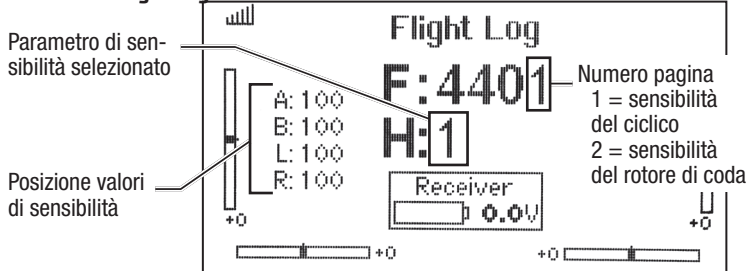 Flight Log
Parametro di sen-
sibilità selezionato
F:4401
H:1
A: 100
B: 100
L: 100
R: 100
Numero pagina
1 = sensibilità
del ciclico
2 = sensibilità
del rotore di coda
Posizione valori
di sensibilità
Receiver
0.0V
+0
+0
+0
+0